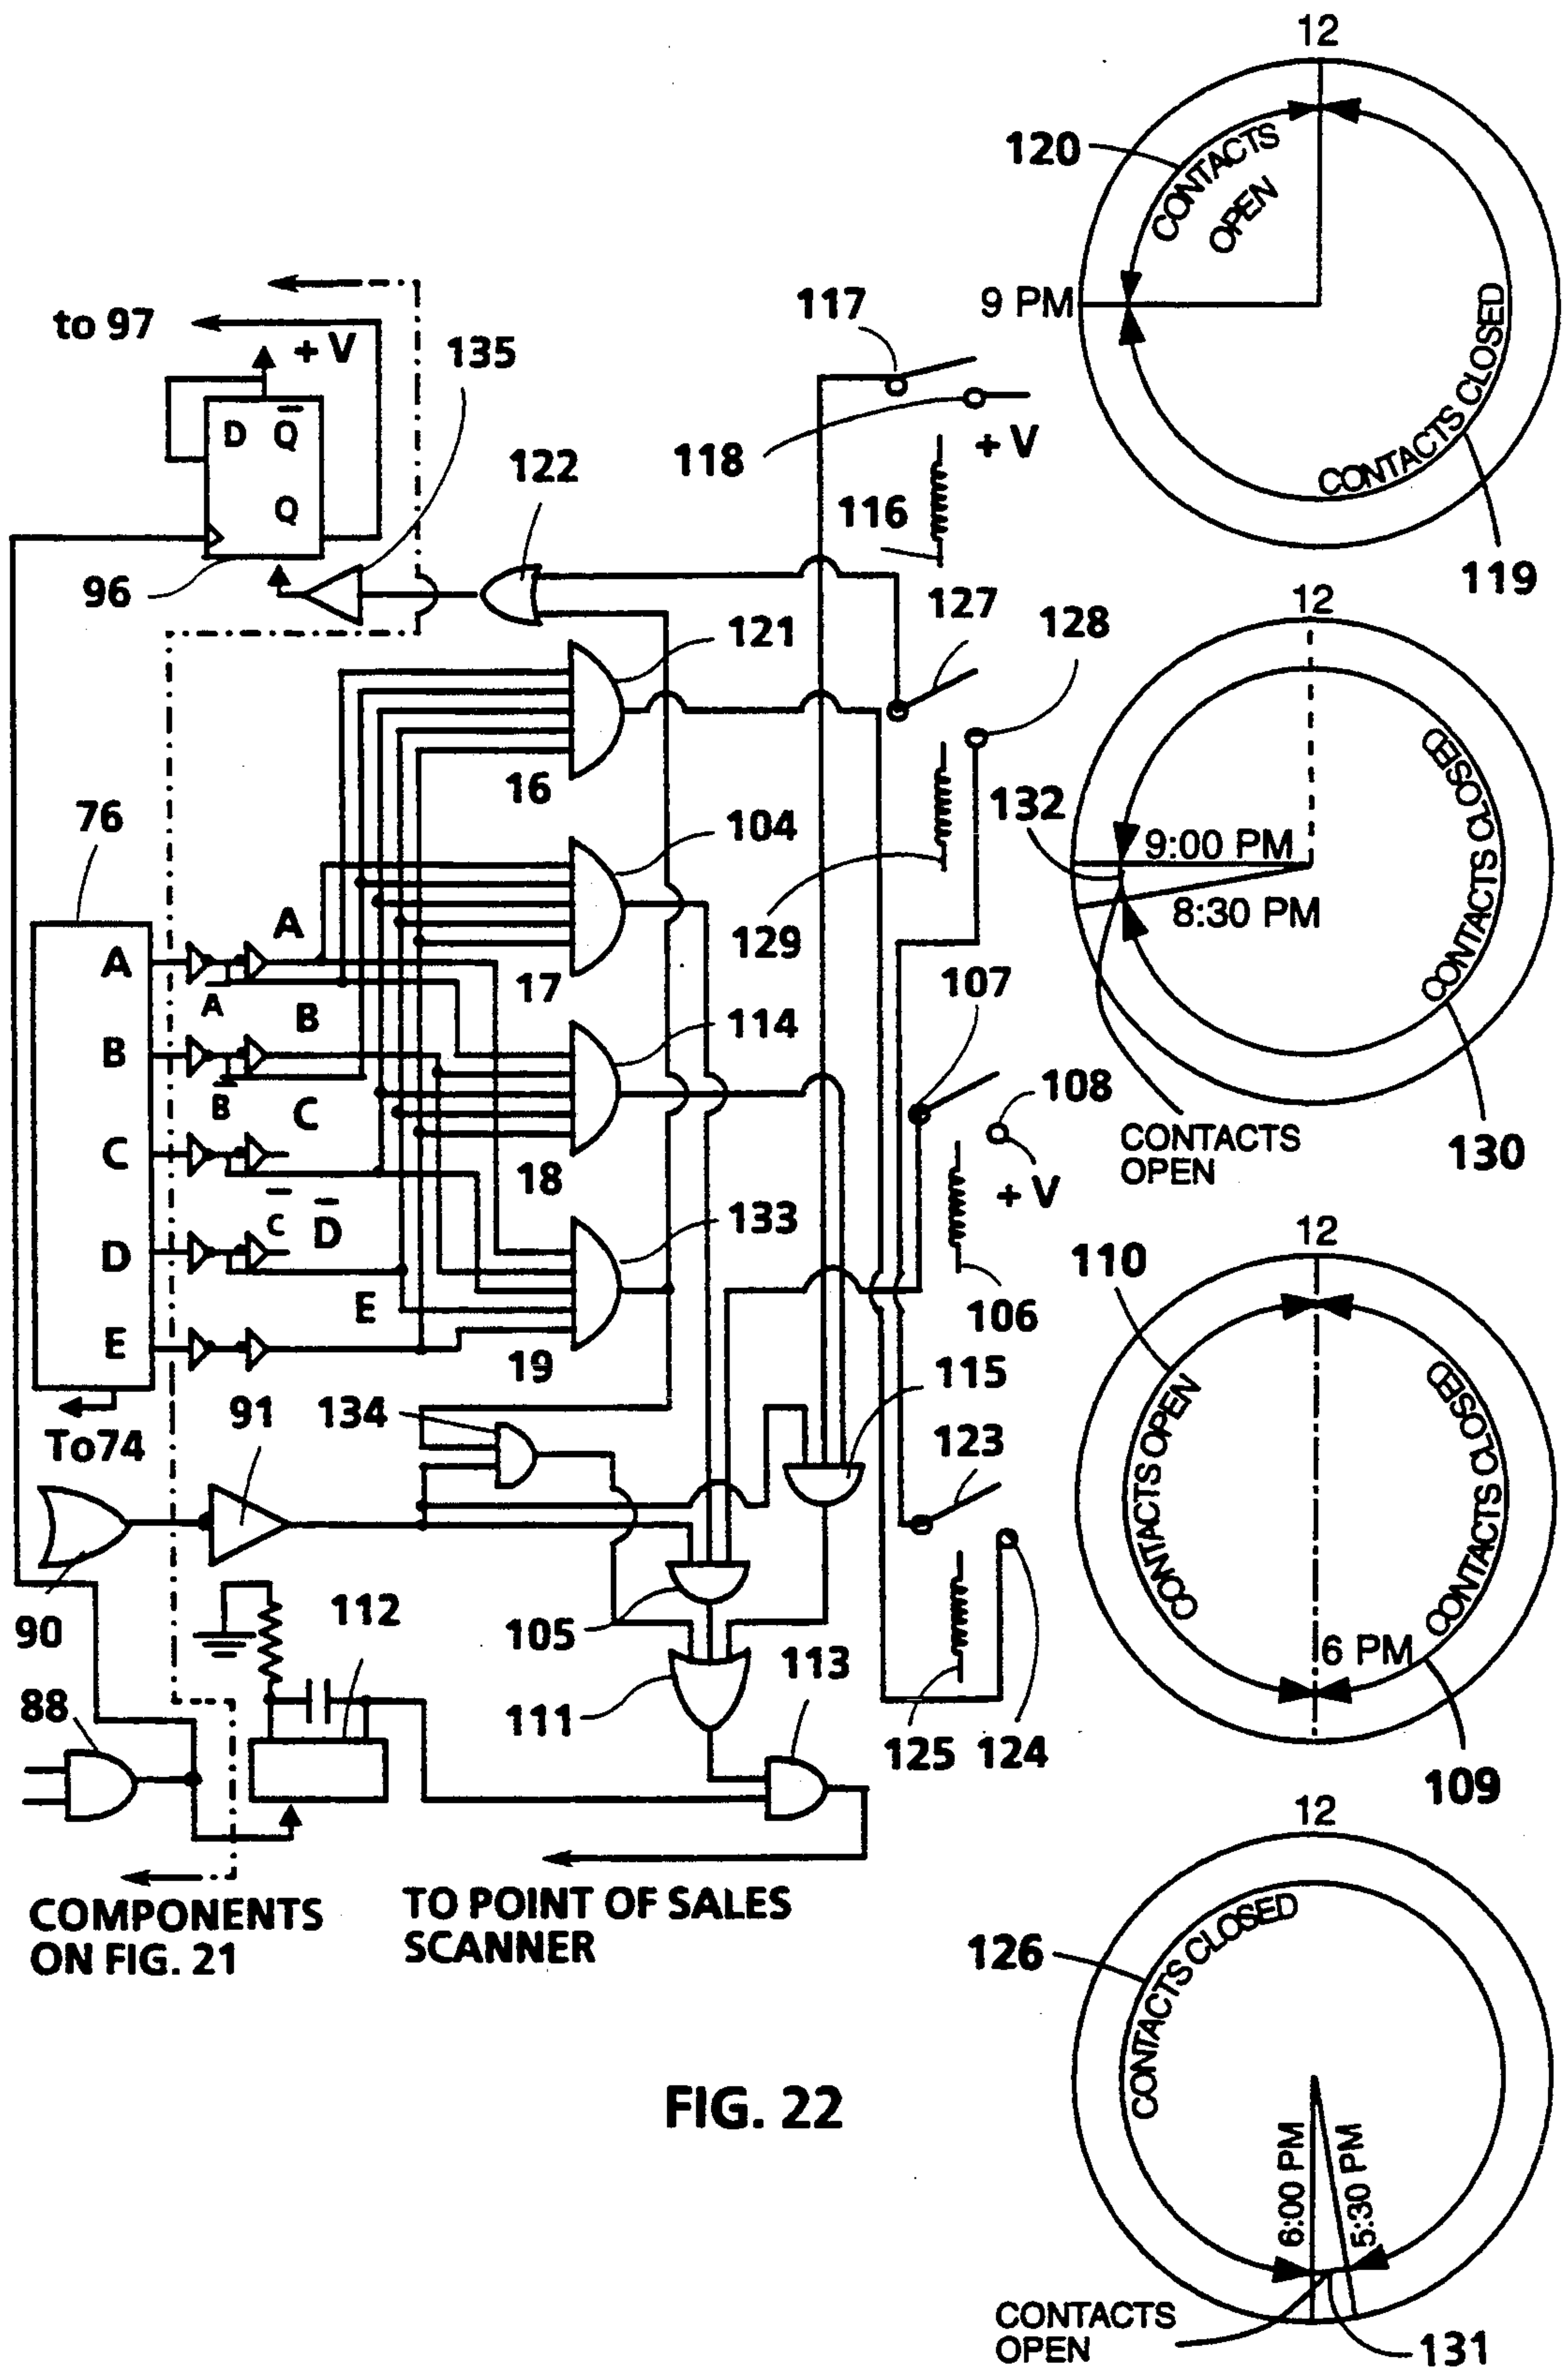 12
120
CONTACTS
OPEN
9 PM
CONTACTS CLOSED
119
to 97
+ V
135
117
118
+ V
D Q̅
Q
96
122
116
127
128
12
121
16
CONTACTS CLOSED
132
9:00 PM
8:30 PM
129
76
104
17
107
A
A
A
B
B
B̅
C
114
18
108
+ V
CONTACTS
OPEN
130
C
C̅
D̅
133
D
E
106
12
110
E
19
115
CONTACTS OPEN
CONTACTS CLOSED
To74
91
134
123
6 PM
90
112
105
113
88
111
125
124
109
12
COMPONENTS
ON FIG. 21
TO POINT OF SALES
SCANNER
126
CONTACTS CLOSED
FIG. 22
6:00 PM
5:30 PM
CONTACTS
OPEN
131